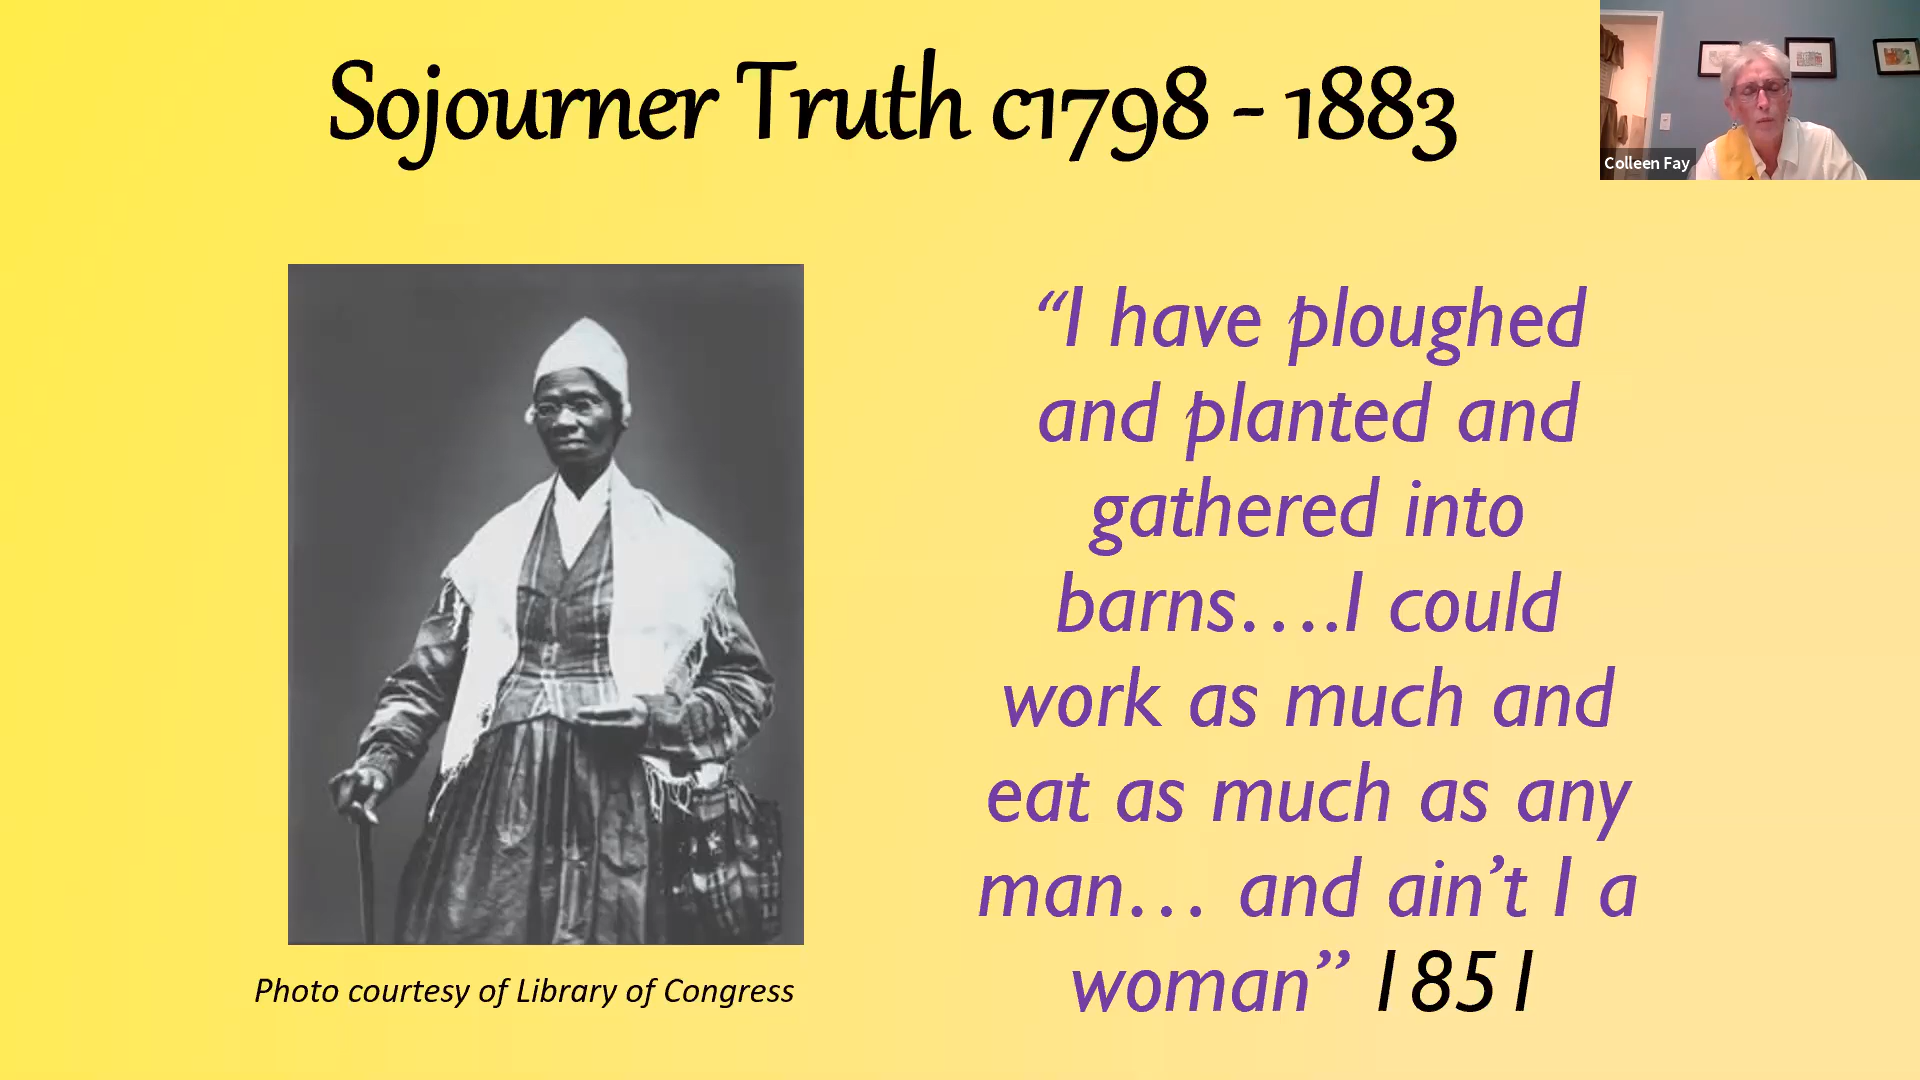 Sojourner Truth c1798 - 1883
Colleen Fay
“I have ploughed
and planted and
gathered into
barns….I could
work as much and
eat as much as any
man… and ain’t I a
woman” 1851
Photo courtesy of Library of Congress